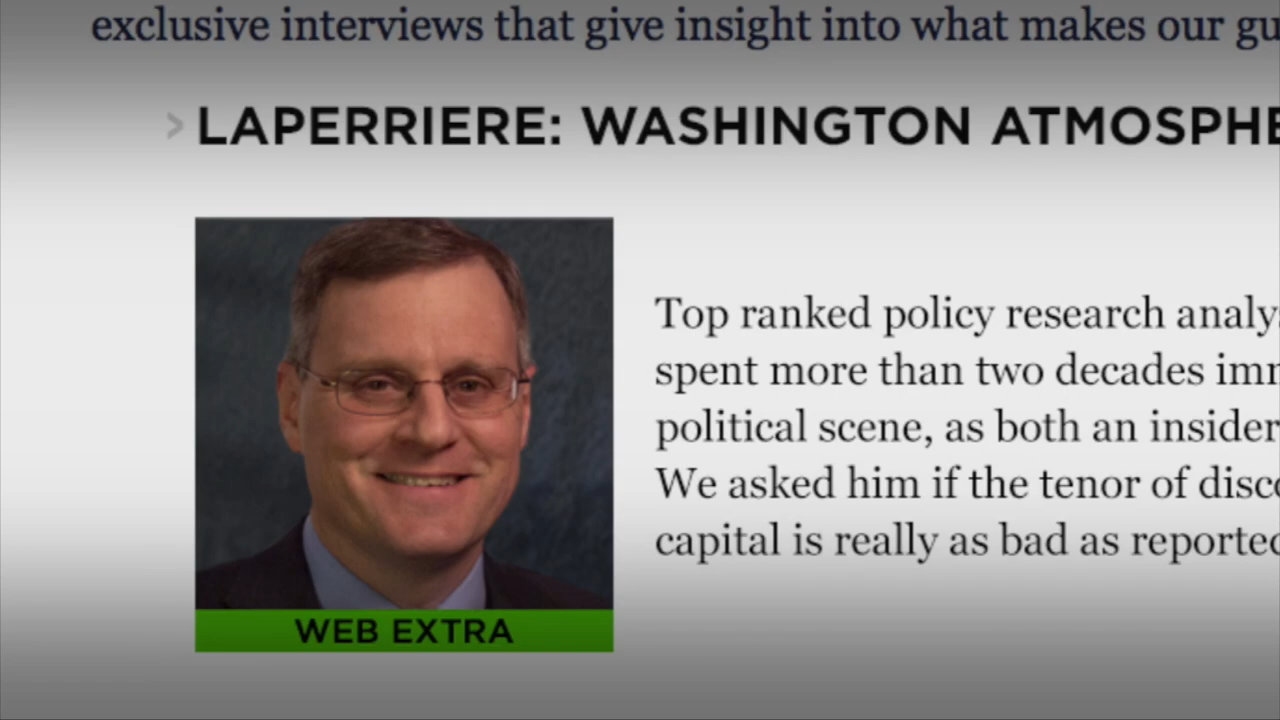 exclusive interviews that give insight into what makes our
> LAPERRIERE: WASHINGTON
Top ranked policy research
spent more than two decades
political scene, as both an insider
We asked him if the tenor of
capital is really as bad as reported
WEB EXTRA